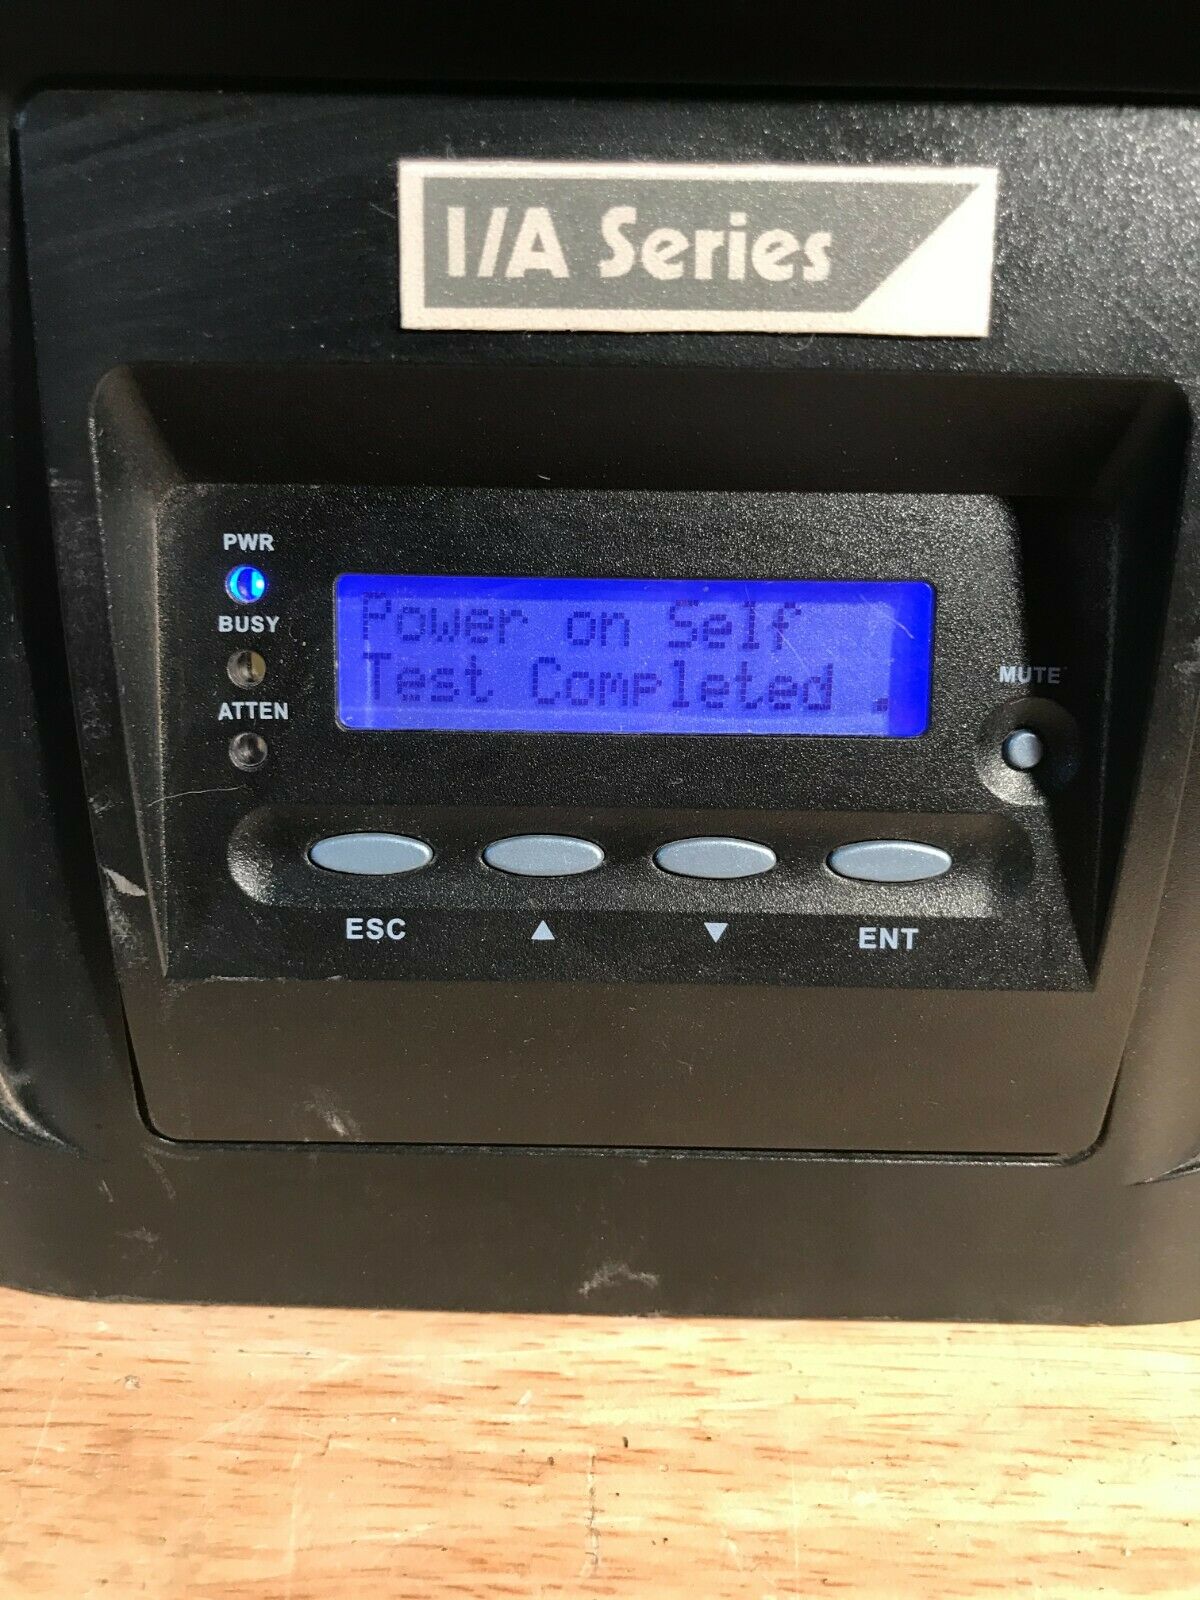 I/A Series
PWR
BUSY
ATTEN
Power on Self
Test Completed .
MUTE
ESC ▲ ▼ ENT